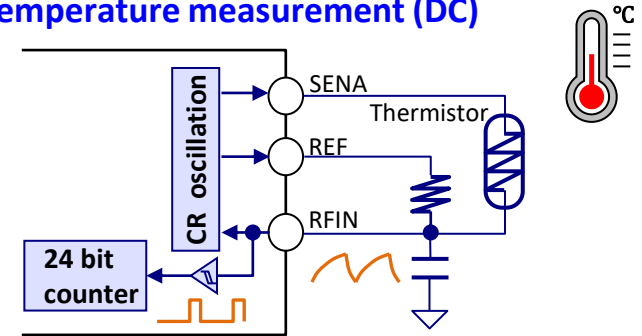 emperature measurement (DC)
°C
SENA
Thermistor
REF
RFIN
CR oscillation
24 bit
counter